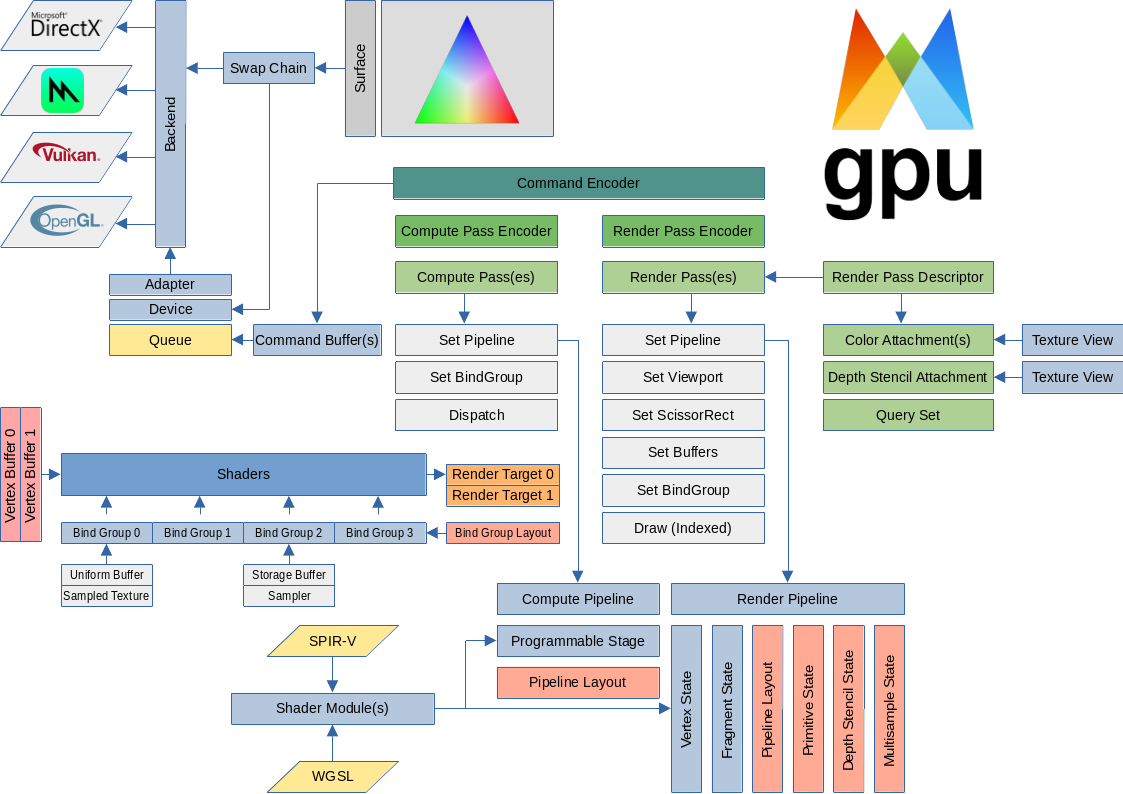 Microsoft®
DirectX®
Vulkan®
OpenGL®
Backend
Swap Chain
Surface
gpu
Adapter
Device
Queue
Command Buffer(s)
Command Encoder
Compute Pass Encoder
Render Pass Encoder
Compute Pass(es)
Render Pass(es)
Render Pass Descriptor
Set Pipeline
Set BindGroup
Dispatch
Set Pipeline
Set Viewport
Set ScissorRect
Set Buffers
Set BindGroup
Draw (Indexed)
Color Attachment(s)
Texture View
Depth Stencil Attachment
Texture View
Query Set
Vertex Buffer 0
Vertex Buffer 1
Shaders
Render Target 0
Render Target 1
Bind Group 0
Bind Group 1
Bind Group 2
Bind Group 3
Bind Group Layout
Uniform Buffer
Sampled Texture
Storage Buffer
Sampler
Compute Pipeline
Programmable Stage
Pipeline Layout
Render Pipeline
Vertex State
Fragment State
Pipeline Layout
Primitive State
Depth Stencil State
Multisample State
SPIR-V
Shader Module(s)
WGSL